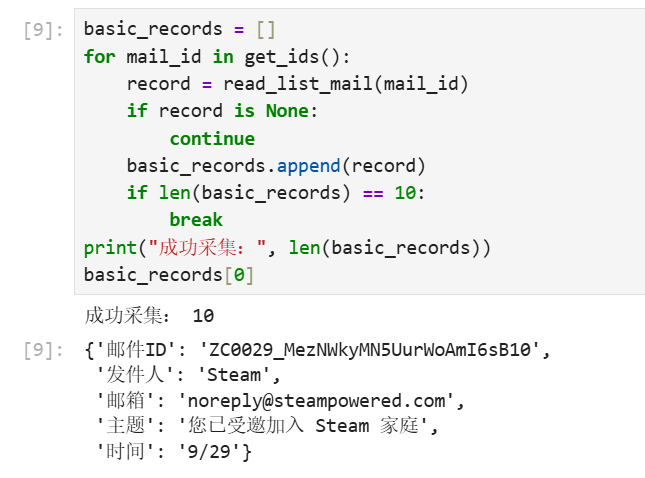 [9]: basic_records = []
for mail_id in get_ids():
    record = read_list_mail(mail_id)
    if record is None:
        continue
    basic_records.append(record)
    if len(basic_records) == 10:
        break
print("成功采集：", len(basic_records))
basic_records[0]
成功采集： 10
[9]: {'邮件ID': 'ZC0029_MezNWkyMN5UurWoAmI6sB10',
 '发件人': 'Steam',
 '邮箱': 'noreply@steampowered.com',
 '主题': '您已受邀加入 Steam 家庭',
 '时间': '9/29'}